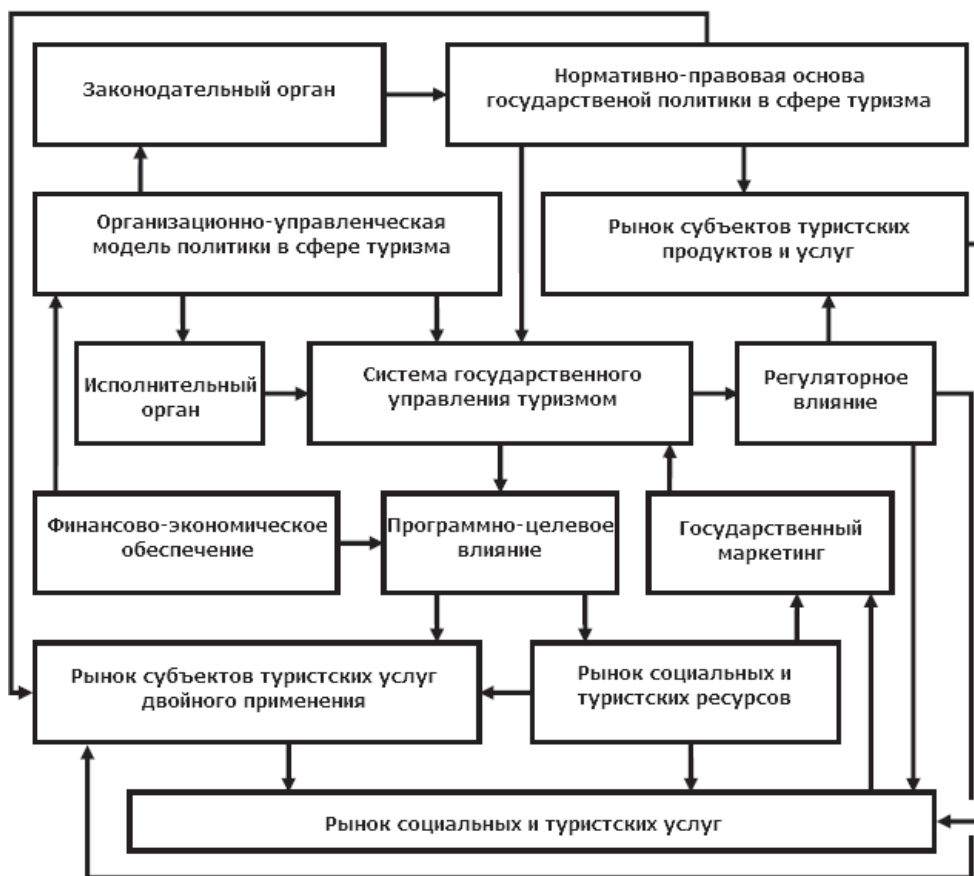 Законодательный орган
Нормативно-правовая основа
государственой политики в сфере туризма
Организационно-управленческая
модель политики в сфере туризма
Рынок субъектов туристских
продуктов и услуг
Исполнительный
орган
Система государственного
управления туризмом
Регуляторное
влияние
Финансово-экономическое
обеспечение
Программно-целевое
влияние
Государственный
маркетинг
Рынок субъектов туристских услуг
двойного применения
Рынок социальных и
туристских ресурсов
Рынок социальных и туристских услуг